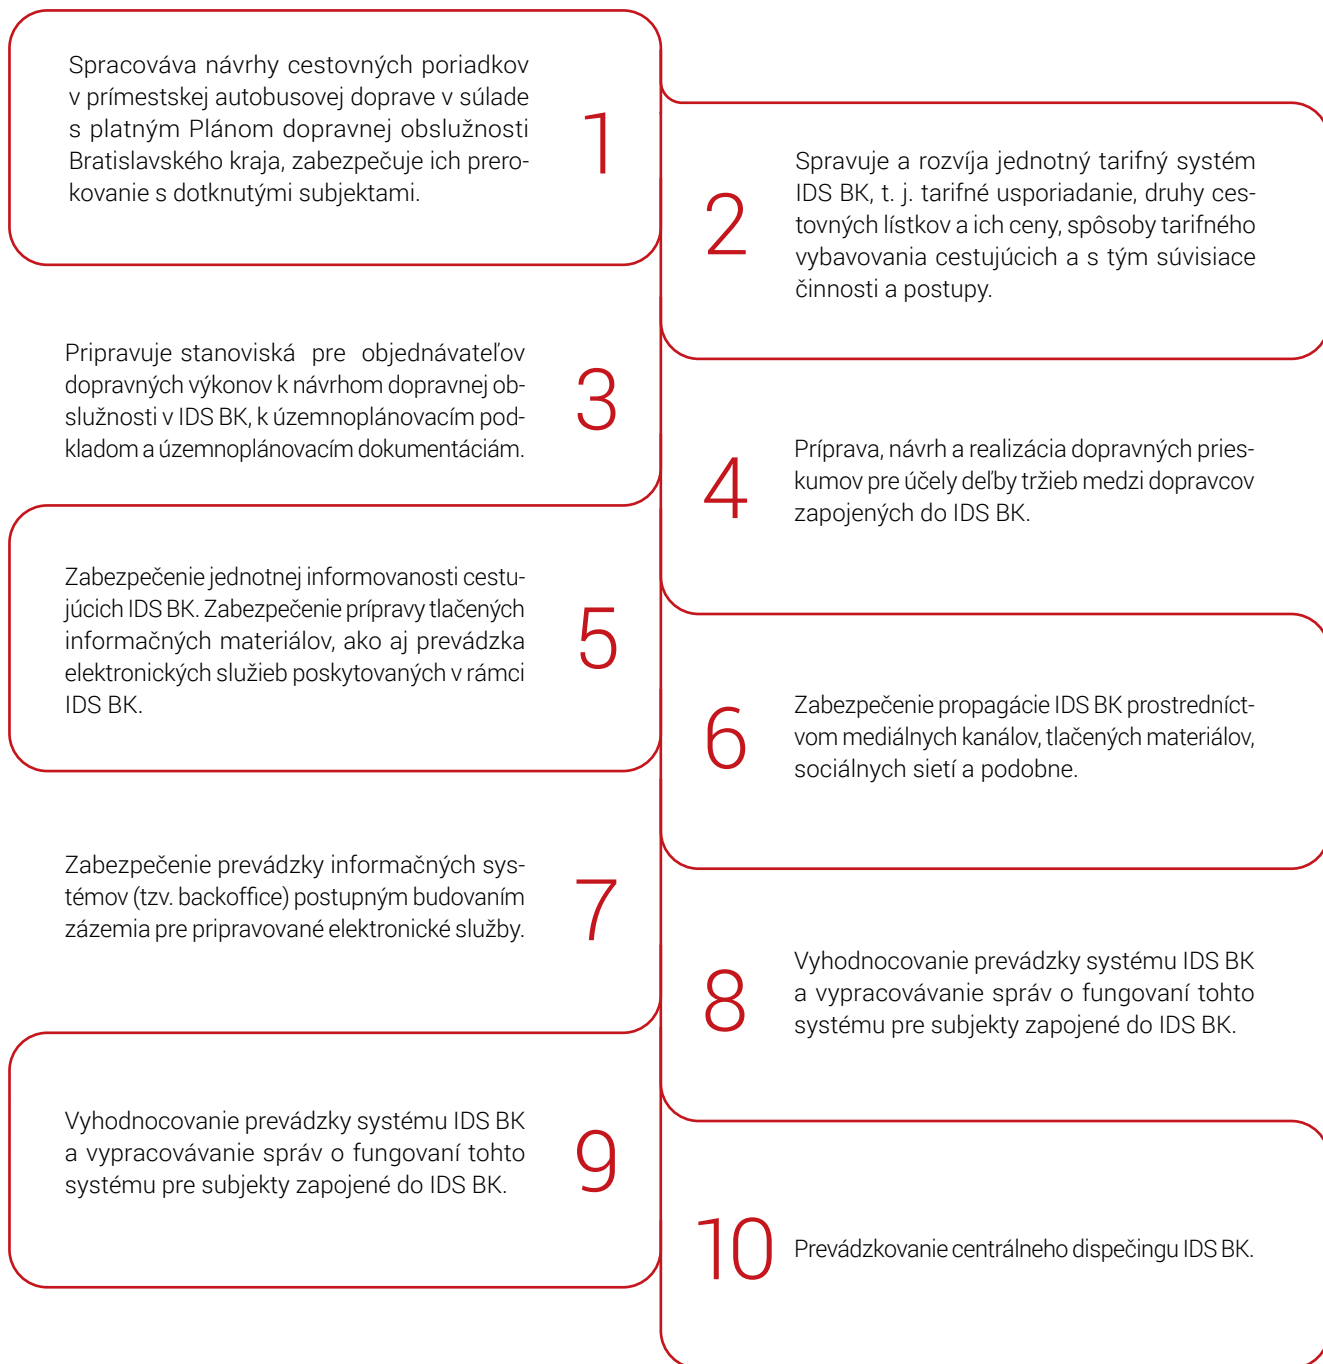 Spracováva návrhy cestovných poriadkov
v prímestskej autobusovej doprave v súlade
s platným Plánom dopravnej obslužnosti
Bratislavského kraja, zabezpečuje ich prero-
kovanie s dotknutými subjektami.
1
2
Spravuje a rozvíja jednotný tarifný systém
IDS BK, t. j. tarifné usporiadanie, druhy ces-
tovných lístkov a ich ceny, spôsoby tarifného
vybavovania cestujúcich a s tým súvisiace
činnosti a postupy.
Pripravuje stanoviská pre objednávateľov
dopravných výkonov k návrhom dopravnej ob-
služnosti v IDS BK, k územnoplánovacím pod-
kladom a územnoplánovacím dokumentáciám.
3
4
Príprava, návrh a realizácia dopravných pries-
kumov pre účely deľby tržieb medzi dopravcov
zapojených do IDS BK.
Zabezpečenie jednotnej informovanosti cestu-
júcich IDS BK. Zabezpečenie prípravy tlačených
informačných materiálov, ako aj prevádzka
elektronických služieb poskytovaných v rámci
IDS BK.
5
6
Zabezpečenie propagácie IDS BK prostredníct-
vom mediálnych kanálov, tlačených materiálov,
sociálnych sietí a podobne.
Zabezpečenie prevádzky informačných sys-
témov (tzv. backoffice) postupným budovaním
zázemia pre pripravované elektronické služby.
7
8
Vyhodnocovanie prevádzky systému IDS BK
a vypracovávanie správ o fungovaní tohto
systému pre subjekty zapojené do IDS BK.
Vyhodnocovanie prevádzky systému IDS BK
a vypracovávanie správ o fungovaní tohto
systému pre subjekty zapojené do IDS BK.
9
10
Prevádzkovanie centrálneho dispečingu IDS BK.